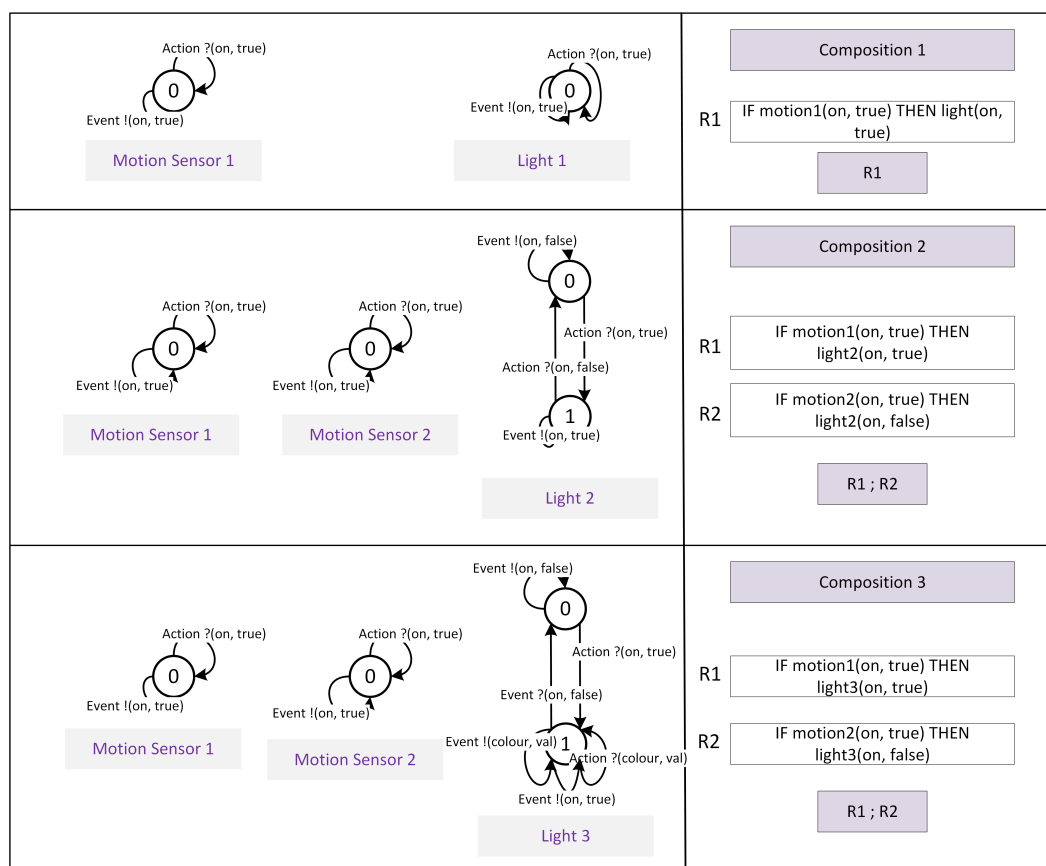 Action ?(on, true)
0
Event !(on, true)
Motion Sensor 1
Action ?(on, true)
0
Event !(on, true)
Light 1
Composition 1
R1
IF motion1(on, true) THEN light(on,
true)
R1
Action ?(on, true)
0
Event !(on, true)
Motion Sensor 1
Action ?(on, true)
0
Event !(on, true)
Motion Sensor 2
Event !(on, false)
0
Action ?(on, true)
Action ?(on, false)
1
Event !(on, true)
Light 2
Composition 2
R1
IF motion1(on, true) THEN
light2(on, true)
R2
IF motion2(on, true) THEN
light2(on, false)
R1 ; R2
Action ?(on, true)
0
Event !(on, true)
Motion Sensor 1
Action ?(on, true)
0
Event !(on, true)
Motion Sensor 2
Event !(on, false)
0
Action ?(on, true)
Event ?(on, false)
Event !(colour, val)
1
Action ?(colour, val)
Event !(on, true)
Light 3
Composition 3
R1
IF motion1(on, true) THEN
light3(on, true)
R2
IF motion2(on, true) THEN
light3(on, false)
R1 ; R2